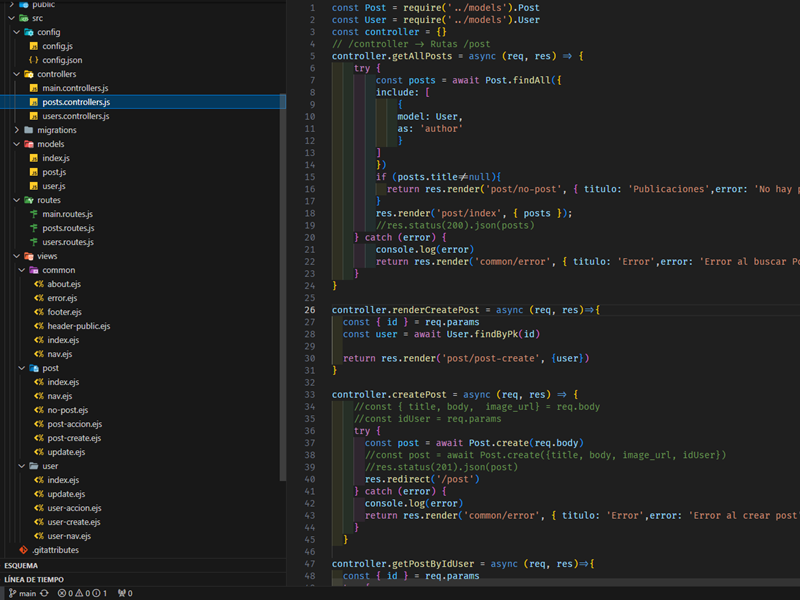 public
src
config
config.js
config.json
controllers
main.controllers.js
posts.controllers.js
users.controllers.js
migrations
models
index.js
post.js
user.js
routes
main.routes.js
posts.routes.js
users.routes.js
views
common
about.ejs
error.ejs
footer.ejs
header-public.ejs
index.ejs
nav.ejs
post
index.ejs
nav.ejs
no-post.ejs
post-accion.ejs
post-create.ejs
update.ejs
user
index.ejs
update.ejs
user-accion.ejs
user-create.ejs
user-nav.ejs
.gitattributes
ESQUEMA
LÍNEA DE TIEMPO
main 0 0 1 0
1 const Post = require('../models').Post
2 const User = require('../models').User
3 const controller = {}
4 // /controller → Rutas /post
5 controller.getAllPosts = async (req, res) => {
6 try {
7 const posts = await Post.findAll({
8 include: [
9 {
10 model: User,
11 as: 'author'
12 }
13 ]
14 })
15 if (posts.title≠null){
16 return res.render('post/no-post', { titulo: 'Publicaciones',error: 'No hay p
17 }
18 res.render('post/index', { posts });
19 //res.status(200).json(posts)
20 } catch (error) {
21 console.log(error)
22 return res.render('common/error', { titulo: 'Error',error: 'Error al buscar Po
23 }
24 }
25
26 controller.renderCreatePost = async (req, res)=>{
27 const { id } = req.params
28 const user = await User.findByPk(id)
29
30 return res.render('post/post-create', {user})
31 }
32
33 controller.createPost = async (req, res) => {
34 //const { title, body,  image_url} = req.body
35 //const idUser = req.params
36 try {
37 const post = await Post.create(req.body)
38 //const post = await Post.create({title, body, image_url, idUser})
39 //res.status(201).json(post)
40 res.redirect('/post')
41 } catch (error) {
42 console.log(error)
43 return res.render('common/error', { titulo: 'Error',error: 'Error al crear post
44 }
45 }
46
47 controller.getPostByIdUser = async (req, res)=>{
48 const { id } = req.params